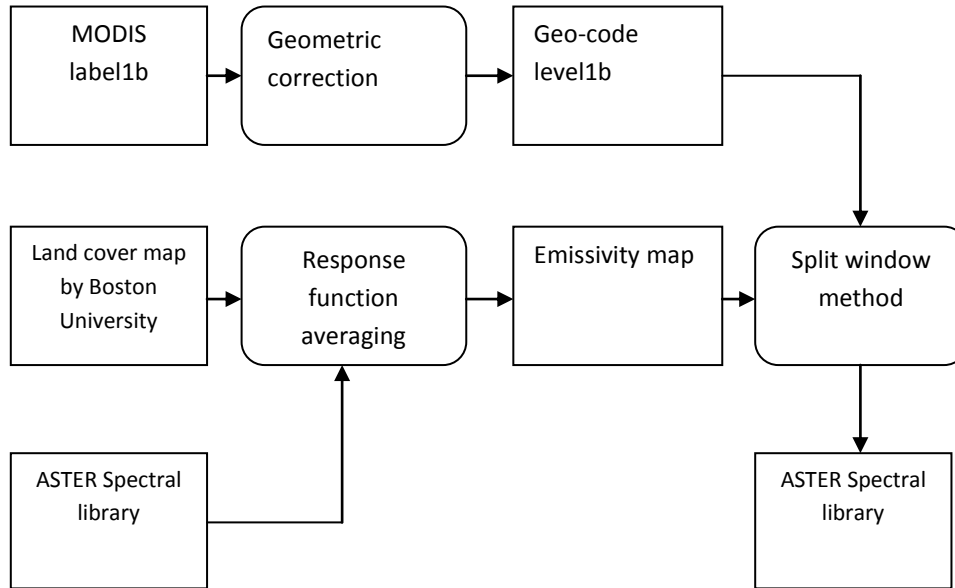 MODIS
label1b
Geometric
correction
Geo-code
level1b
Land cover map
by Boston
University
Response
function
averaging
Emissivity map
Split window
method
ASTER Spectral
library
ASTER Spectral
library